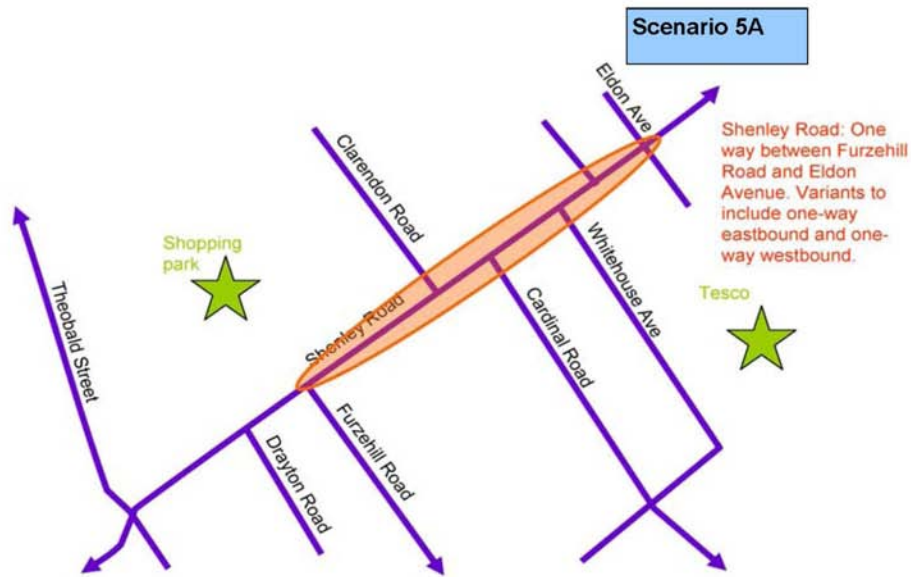 Scenario 5A
Eldon Ave
Shenley Road: One
way between Furzehill
Road and Eldon
Avenue. Variants to
include one-way
eastbound and one-
way westbound.
Clarendon Road
Shopping
park
Theobald Street
Shenley Road
Whitehouse Ave
Cardinal Road
Tesco
Furzehill Road
Drayton Road